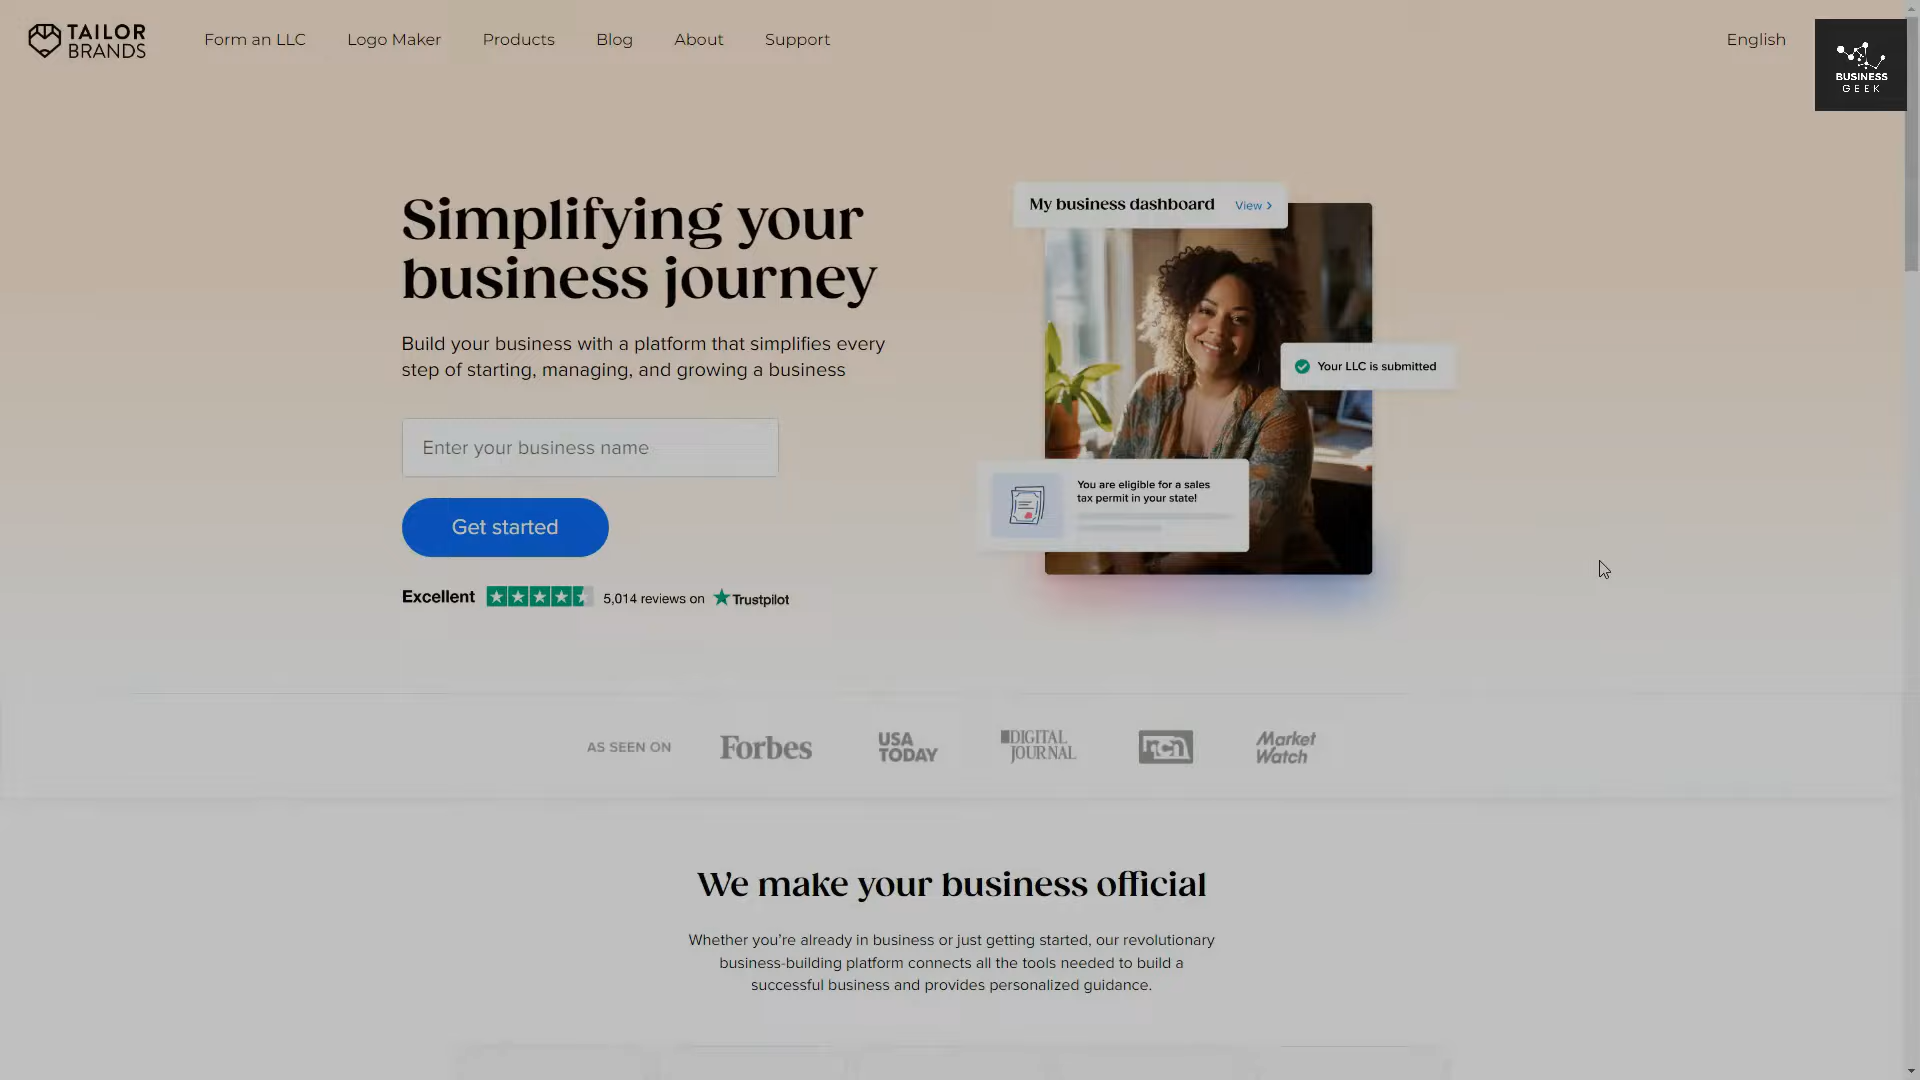 TAILOR
BRANDS
Form an LLC
Logo Maker
Products
Blog
About
Support
English
BUSINESS
GEEK
Simplifying your
business journey
Build your business with a platform that simplifies every
step of starting, managing, and growing a business
Enter your business name
Get started
Excellent
5,014 reviews on
Trustpilot
My business dashboard
View
Your LLC is submitted
You are eligible for a sales
tax permit in your state!
AS SEEN ON
Forbes
USA
TODAY
DIGITAL
JOURNAL
ncn
Market
Watch
We make your business official
Whether you’re already in business or just getting started, our revolutionary
business-building platform connects all the tools needed to build a
successful business and provides personalized guidance.